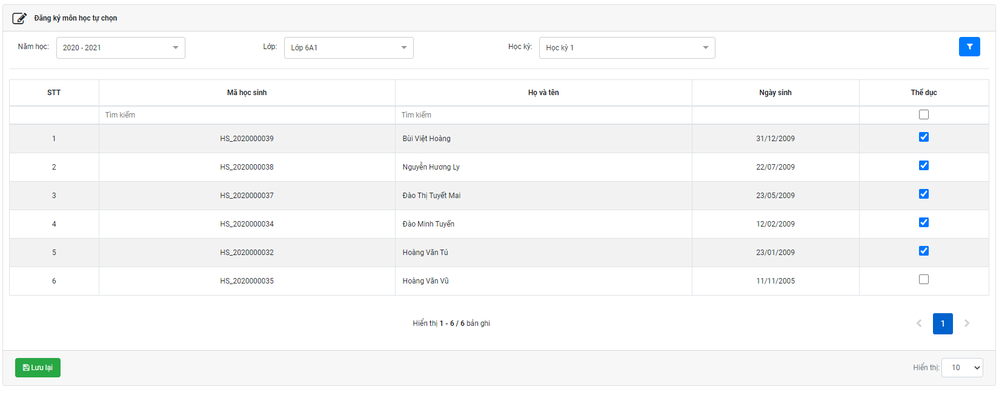 Đăng ký môn học tự chọn
Năm học: 2020 - 2021 Lớp: Lớp 6A1 Học kỳ: Học kỳ 1
STT Mã học sinh Họ và tên Ngày sinh Thể dục
Tìm kiếm Tìm kiếm
1 HS_2020000039 Bùi Việt Hoàng 31/12/2009
2 HS_2020000038 Nguyễn Hương Ly 22/07/2009
3 HS_2020000037 Đào Thị Tuyết Mai 23/05/2009
4 HS_2020000034 Đào Minh Tuyến 12/02/2009
5 HS_2020000032 Hoàng Văn Tú 23/01/2009
6 HS_2020000035 Hoàng Văn Vũ 11/11/2005
Hiển thị 1 - 6 / 6 bản ghi 1
Lưu lại Hiển thị: 10